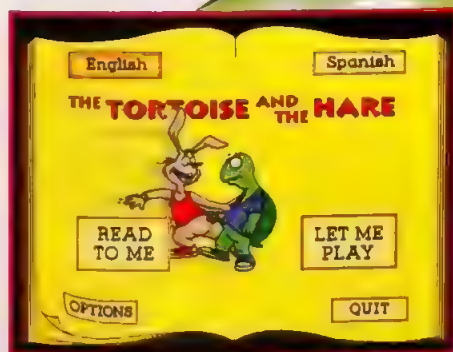 English
Spanish
THE TORTOISE AND THE HARE
READ
TO ME
LET ME
PLAY
OPTIONS
QUIT